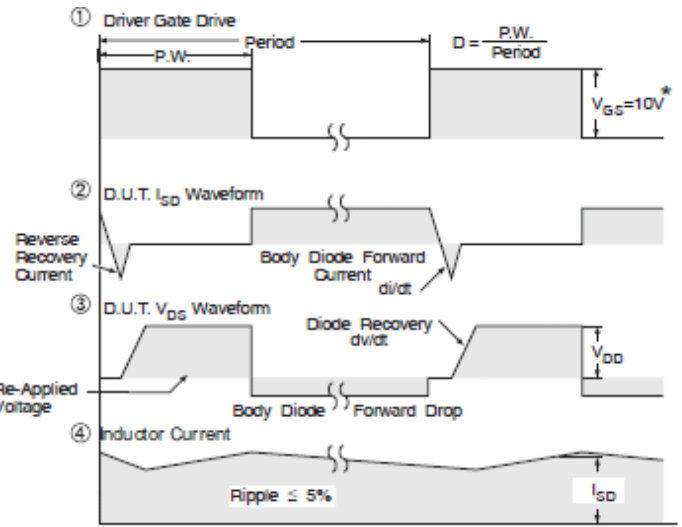 ① Driver Gate Drive
Period
P.W.
D = P.W.
Period
V_GS=10V*
② D.U.T. I_SD Waveform
Reverse
Recovery
Current
Body Diode Forward
Current
di/dt
③ D.U.T. V_DS Waveform
Diode Recovery
dv/dt
V_DD
Re-Applied
Voltage
Body Diode Forward Drop
④ Inductor Current
Ripple ≤ 5%
I_SD